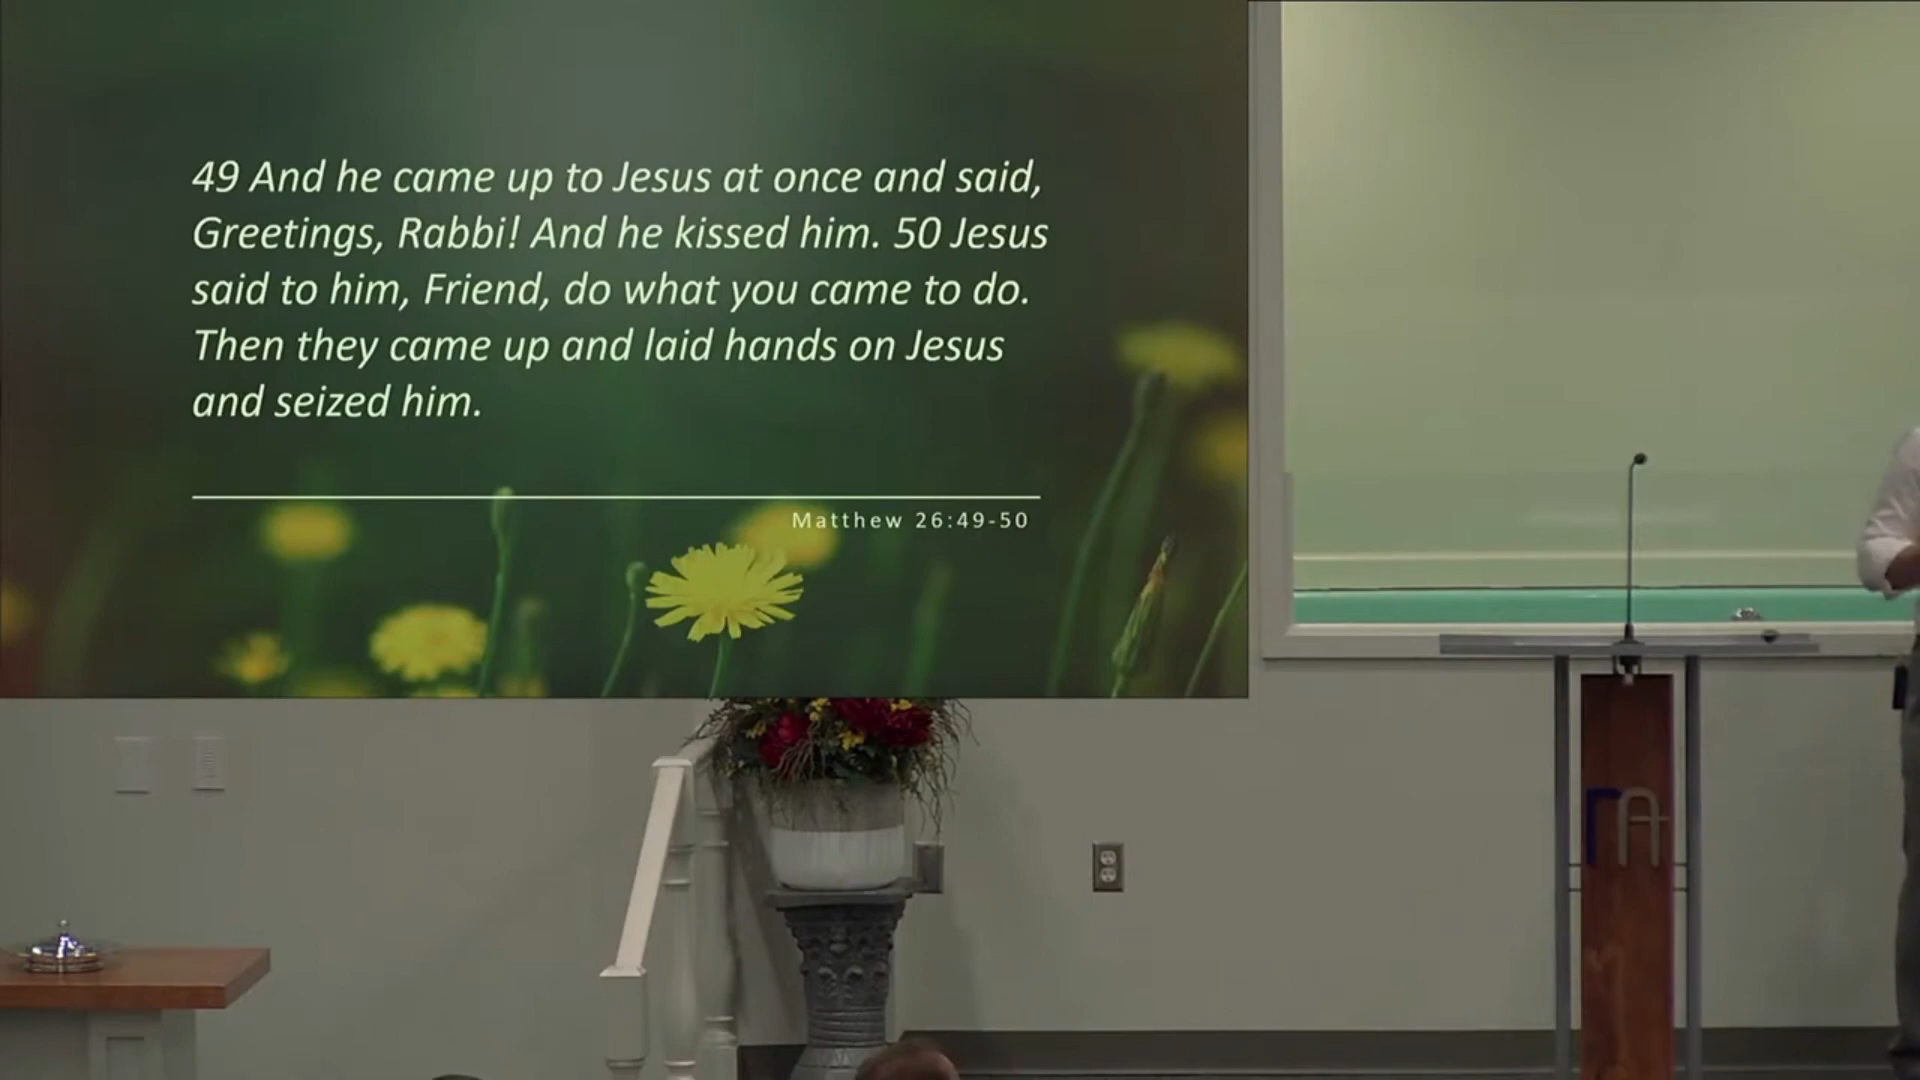 49 And he came up to Jesus at once and said,
Greetings, Rabbi! And he kissed him. 50 Jesus
said to him, Friend, do what you came to do.
Then they came up and laid hands on Jesus
and seized him.
Matthew 26:49-50